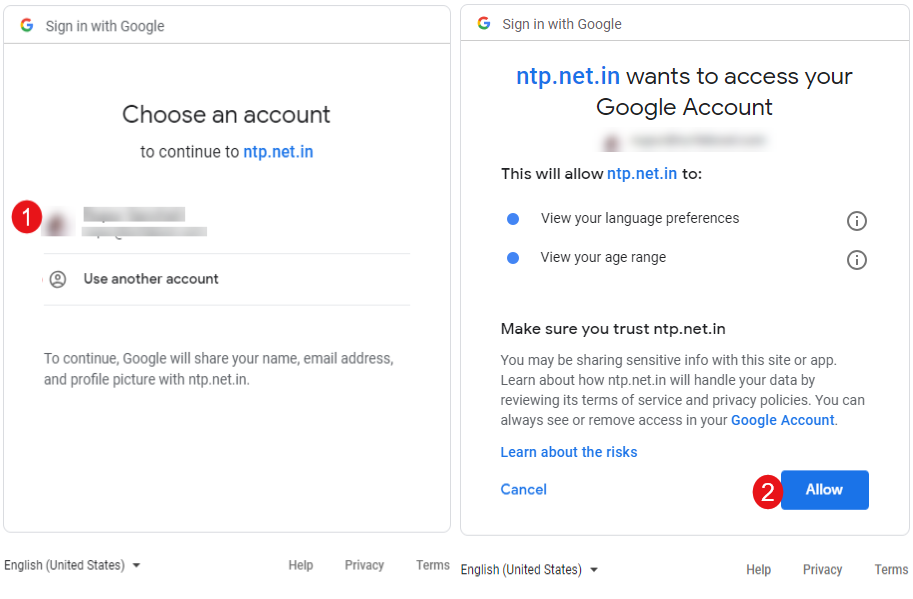 Sign in with Google
Choose an account
to continue to ntp.net.in
1
Use another account
To continue, Google will share your name, email address,
and profile picture with ntp.net.in.
English (United States)
Help
Privacy
Terms
Sign in with Google
ntp.net.in wants to access your
Google Account
This will allow ntp.net.in to:
View your language preferences
View your age range
Make sure you trust ntp.net.in
You may be sharing sensitive info with this site or app.
Learn about how ntp.net.in will handle your data by
reviewing its terms of service and privacy policies. You can
always see or remove access in your Google Account.
Learn about the risks
Cancel
2
Allow
English (United States)
Help
Privacy
Terms